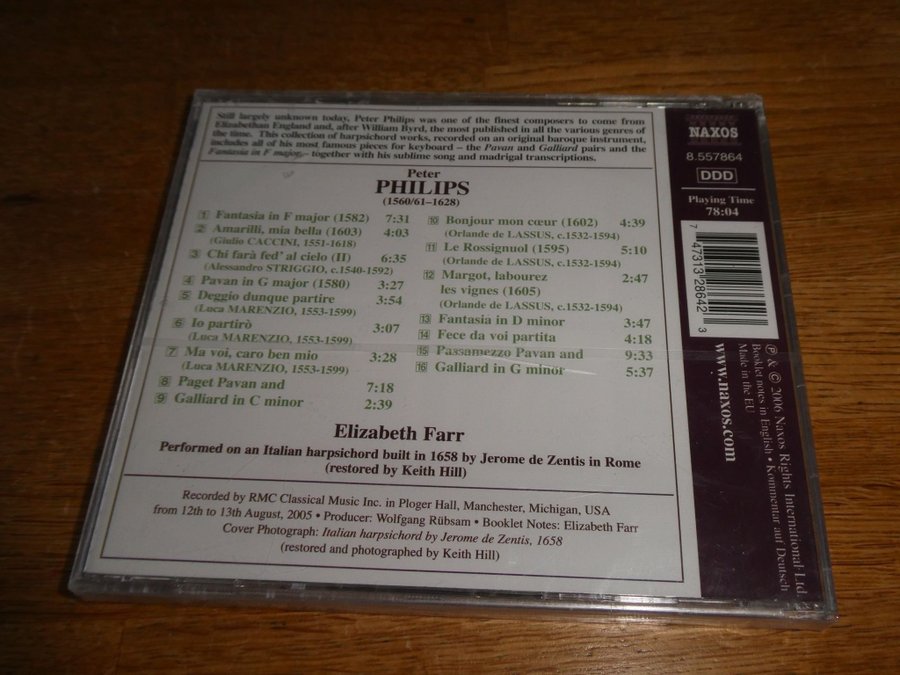 Still largely unknown today, Peter Philips was one of the finest composers to come from
Elizabethan England and, after William Byrd, the most published in all the various genres of
the time. This collection of harpsichord works, recorded on an original baroque instrument,
includes all of his most famous pieces for keyboard – the Pavan and Galliard pairs and the
Fantasia in F major – together with his sublime song and madrigal transcriptions.
Peter
PHILIPS
(1560/61–1628)
1 Fantasia in F major (1582) 7:31
2 Amarilli, mia bella (1603) 4:03
(Giulio CACCINI, 1551-1618)
3 Chi farà fed' al cielo (II) 6:35
(Alessandro STRIGGIO, c.1540-1592)
4 Pavan in G major (1580) 3:27
5 Deggio dunque partire 3:54
(Luca MARENZIO, 1553-1599)
6 Io partirò 3:07
(Luca MARENZIO, 1553-1599)
7 Ma voi, caro ben mio 3:28
(Luca MARENZIO, 1553-1599)
8 Paget Pavan and 7:18
9 Galliard in C minor 2:39
10 Bonjour mon cœur (1602) 4:39
(Orlande de LASSUS, c.1532-1594)
11 Le Rossignuol (1595) 5:10
(Orlande de LASSUS, c.1532-1594)
12 Margot, labourez 2:47
les vignes (1605)
(Orlande de LASSUS, c.1532-1594)
13 Fantasia in D minor 3:47
14 Fece da voi partita 4:18
15 Passamezzo Pavan and 9:33
16 Galliard in G minor 5:37
Elizabeth Farr
Performed on an Italian harpsichord built in 1658 by Jerome de Zentis in Rome
(restored by Keith Hill)
Recorded by RMC Classical Music Inc. in Ploger Hall, Manchester, Michigan, USA
from 12th to 13th August, 2005 • Producer: Wolfgang Rübsam • Booklet Notes: Elizabeth Farr
Cover Photograph: Italian harpsichord by Jerome de Zentis, 1658
(restored and photographed by Keith Hill)
NAXOS
8.557864
DDD
Playing Time
78:04
7 47313 28642 3
www.naxos.com
℗ & © 2006 Naxos Rights International Ltd
Booklet notes in English • Kommentar auf Deutsch
Made in the EU